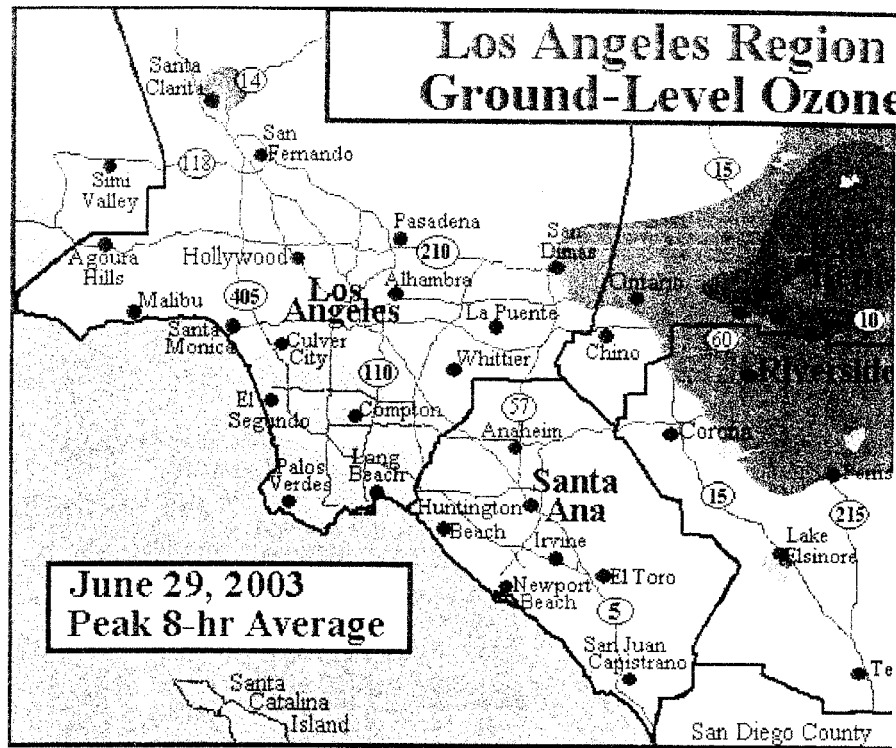 Los Angeles Region
Ground-Level Ozone
Santa
Clarita
14
San
Fernando
118
Simi
Valley
15
Pasadena
San
Dimas
Agoura
Hills
Hollywood
210
Ontario
Alhambra
Malibu
405
Los
Angeles
La Puente
10
Santa
Monica
Culver
City
60
Chino
Whittier
110
Riverside
El
Segundo
Compton
57
Anaheim
Corona
Palos
Verdes
Lang
Beach
Santa
Ana
Perris
15
215
Huntington
Beach
Irvine
Lake
Elsinore
El Toro
Newport
Beach
5
June 29, 2003
Peak 8-hr Average
San Juan
Capistrano
Te
Santa
Catalina
Island
San Diego County